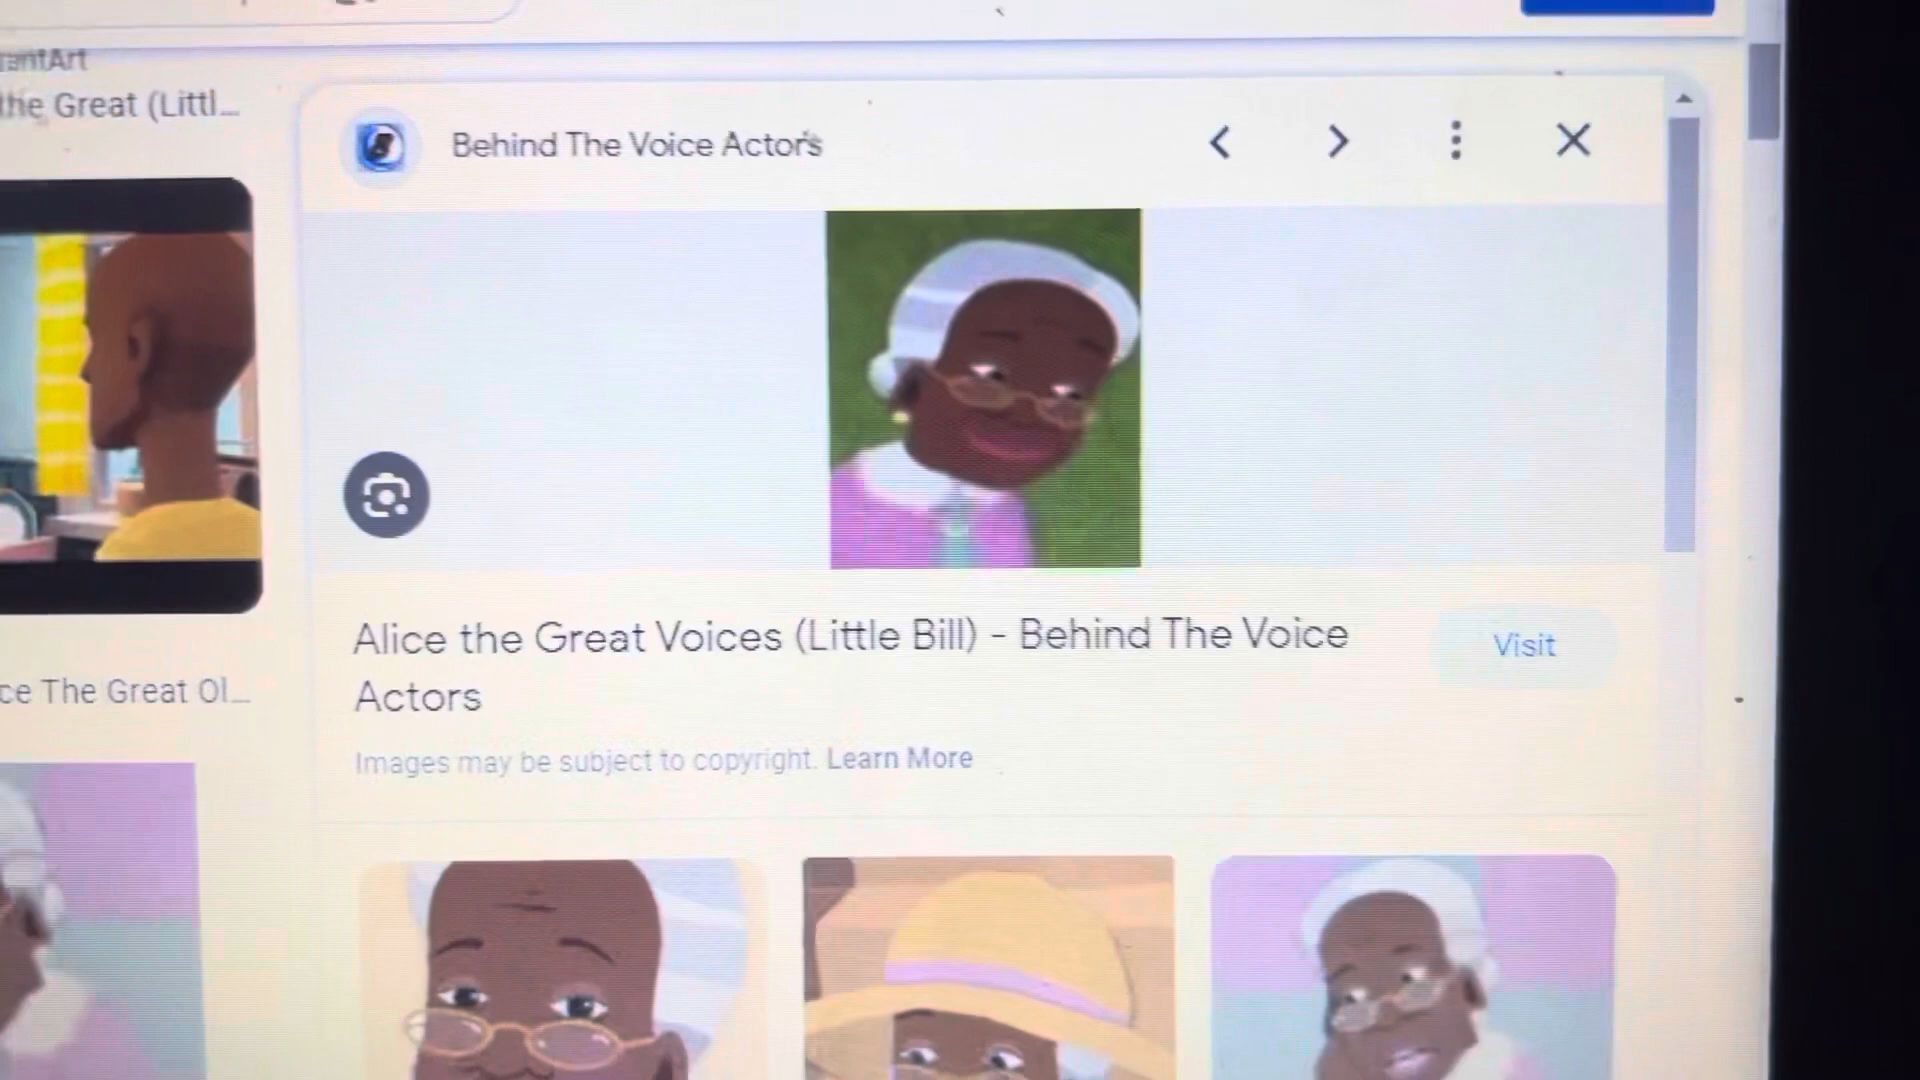 antArt
the Great (Littl...
Behind The Voice Actors
Alice the Great Voices (Little Bill) - Behind The Voice
Actors
Visit
ce The Great Ol...
Images may be subject to copyright. Learn More